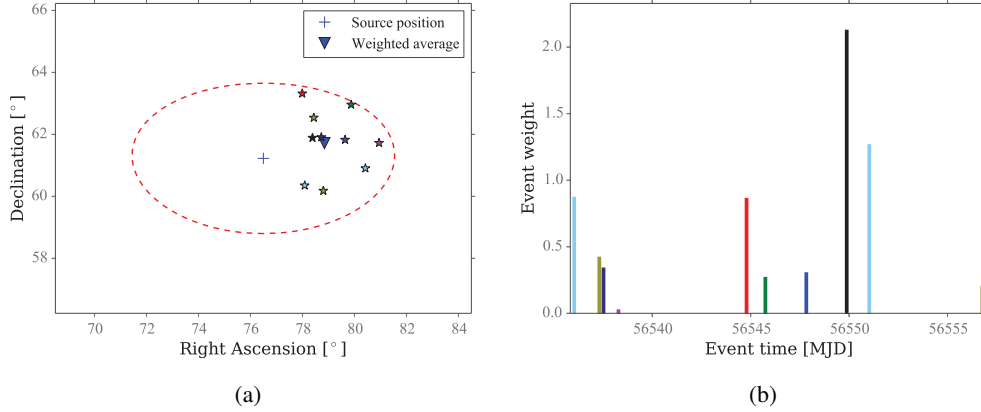 66
64
62
60
58
Declination [°]
70 72 74 76 78 80 82 84
Right Ascension [°]
Source position
Weighted average
(a)
2.0
1.5
1.0
0.5
0.0
Event weight
56540 56545 56550 56555
Event time [MJD]
(b)